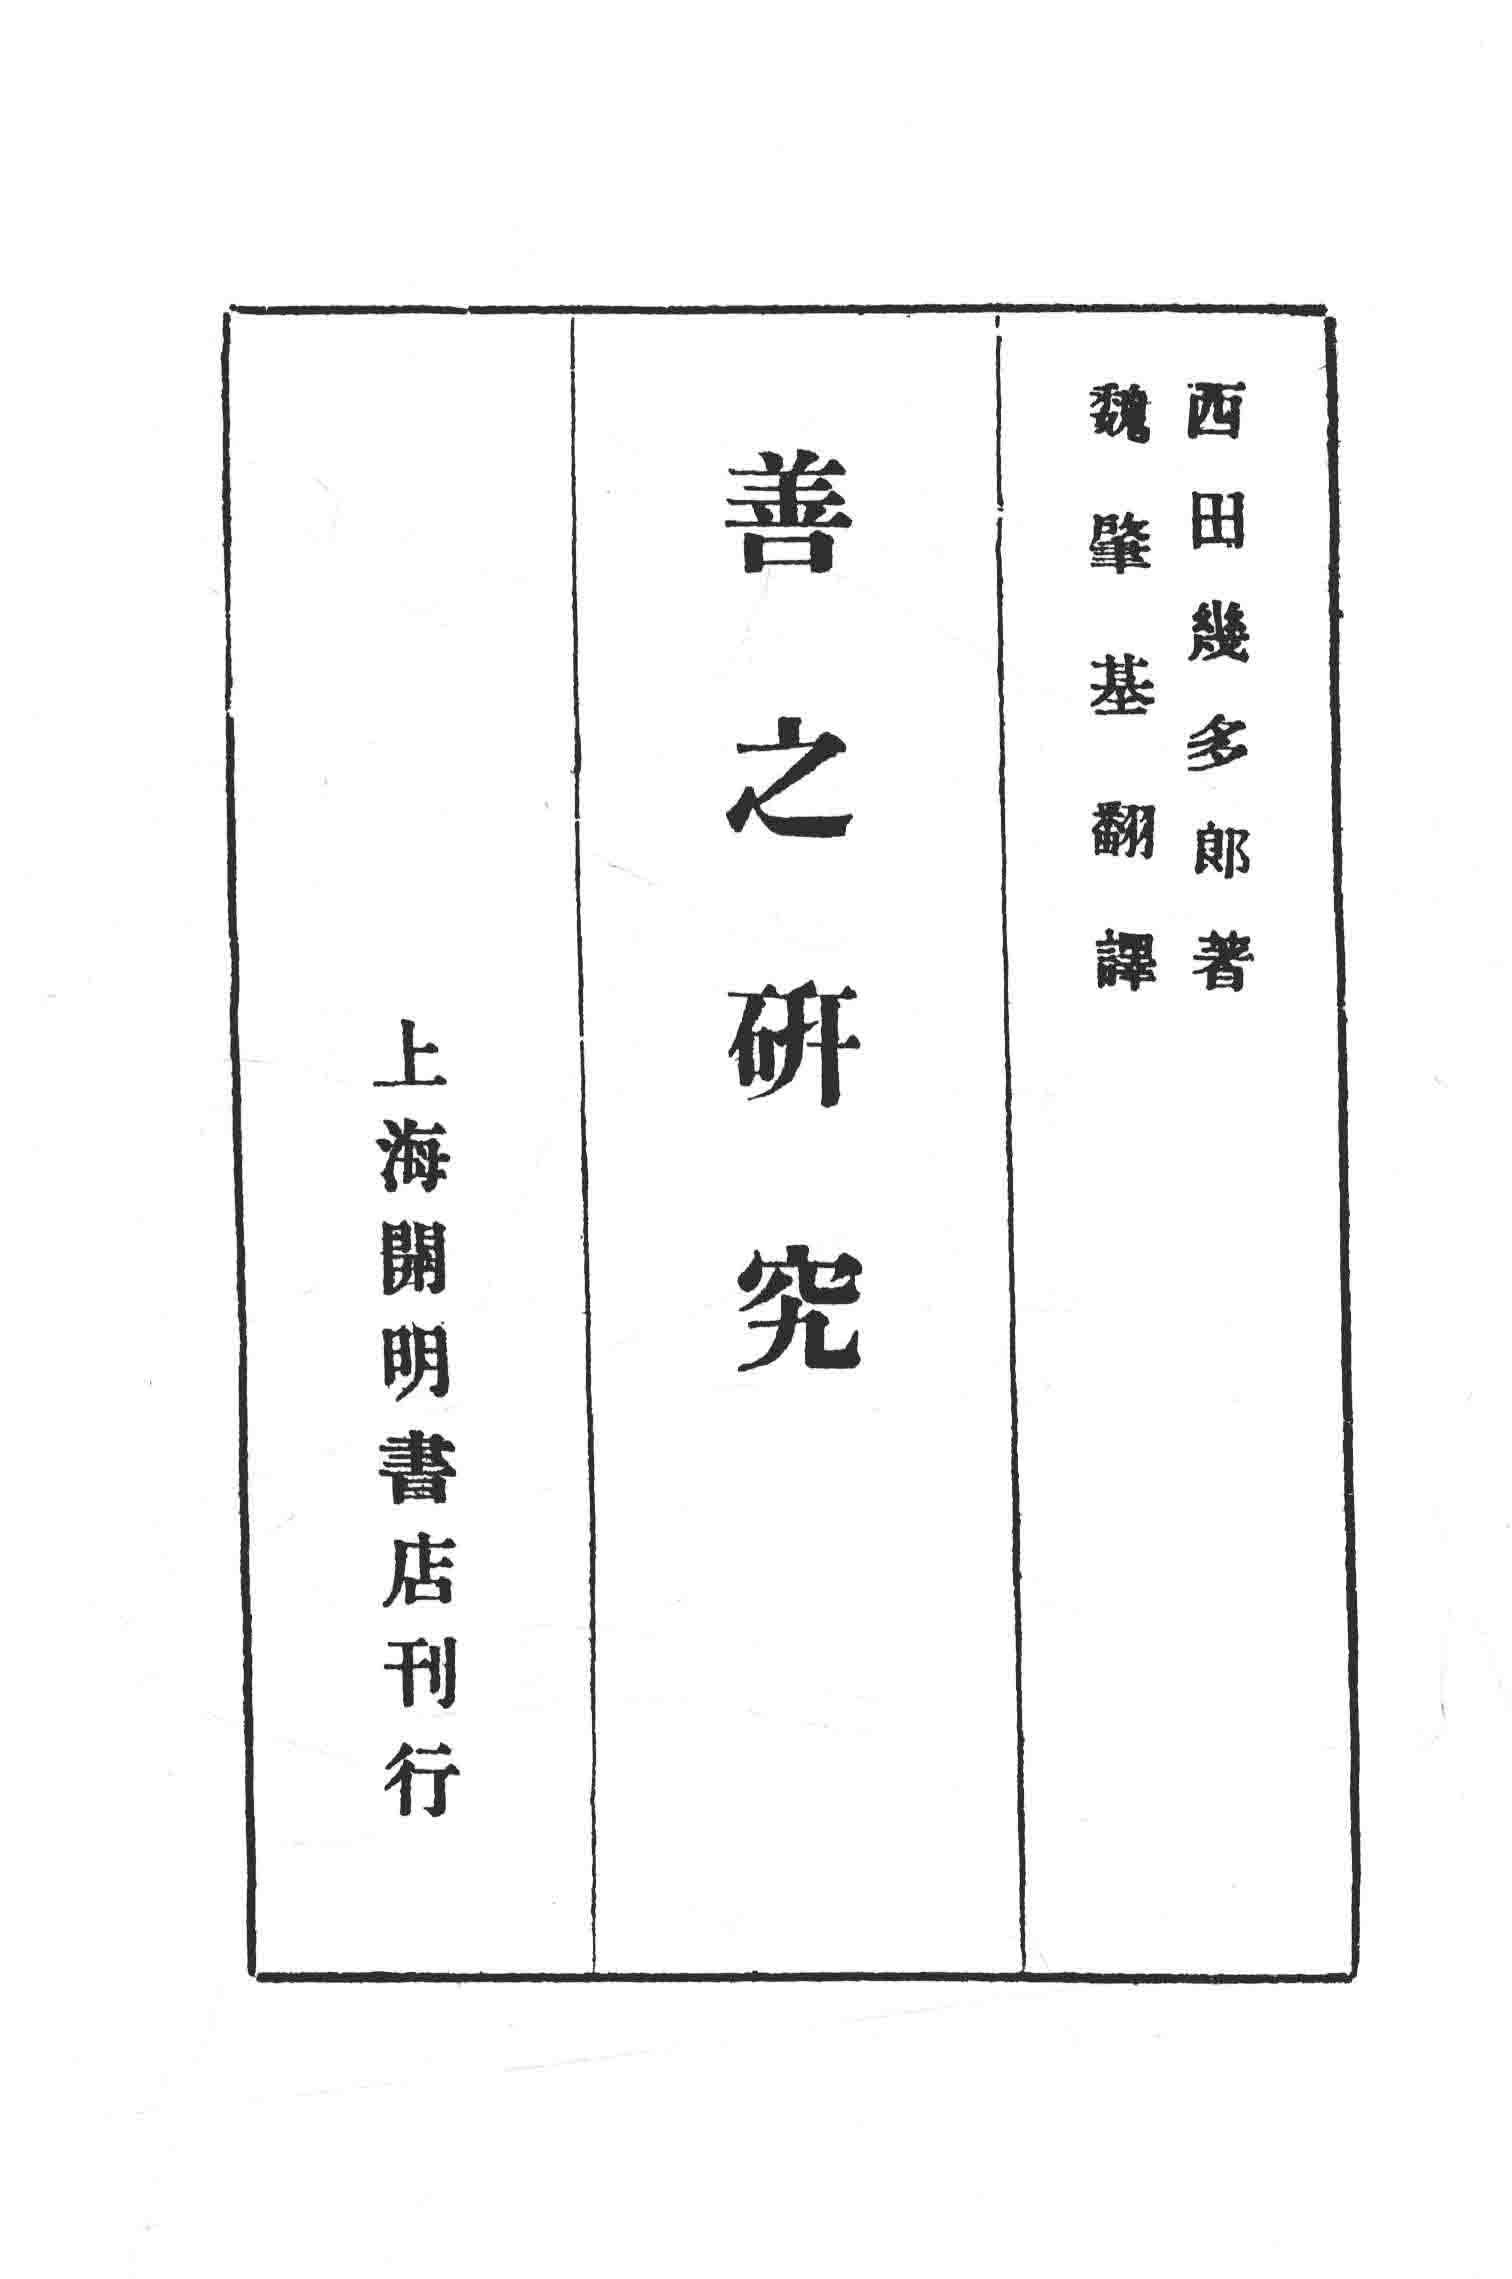 西田幾多郎著
魏肇基翻譯
善之研究
上海開明書店刊行